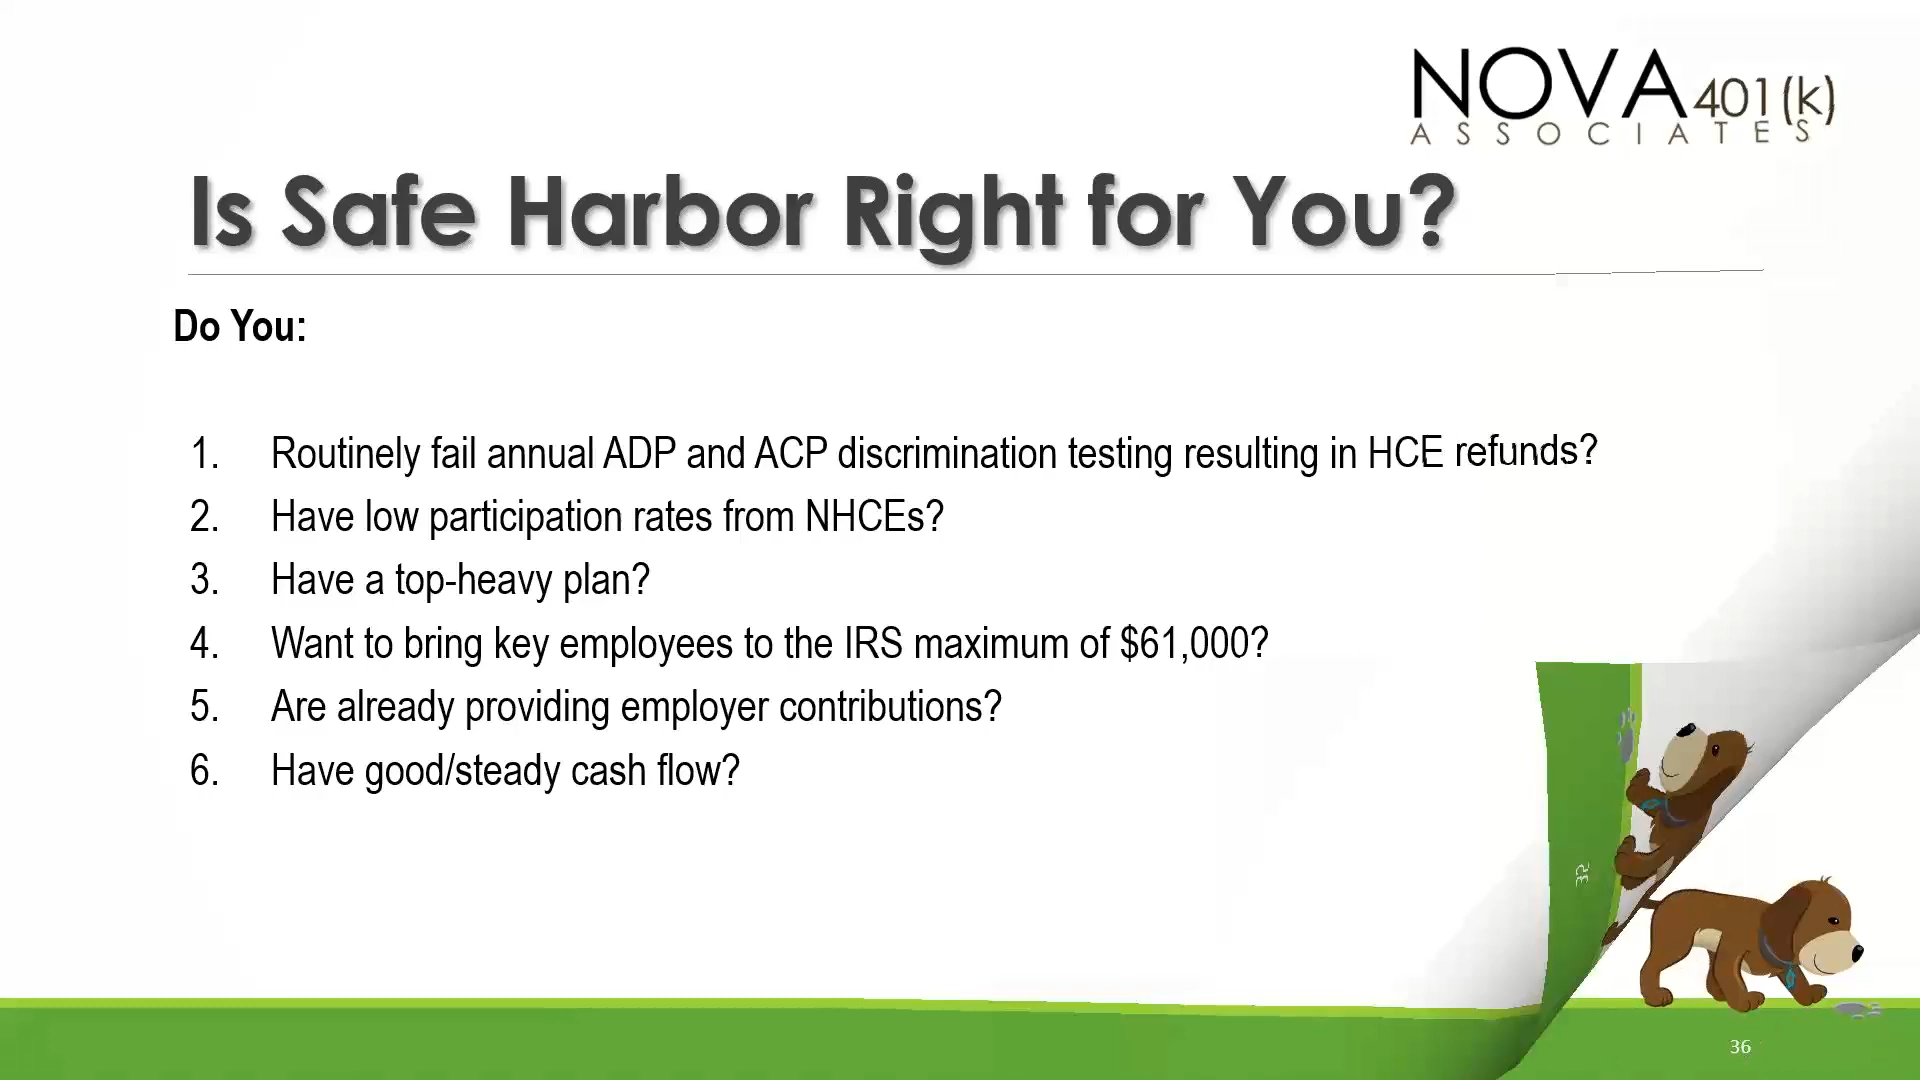 NOVA 401(k)
ASSOCIATES
Is Safe Harbor Right for You?
Do You:
1. Routinely fail annual ADP and ACP discrimination testing resulting in HCE refunds?
2. Have low participation rates from NHCEs?
3. Have a top-heavy plan?
4. Want to bring key employees to the IRS maximum of $61,000?
5. Are already providing employer contributions?
6. Have good/steady cash flow?
36